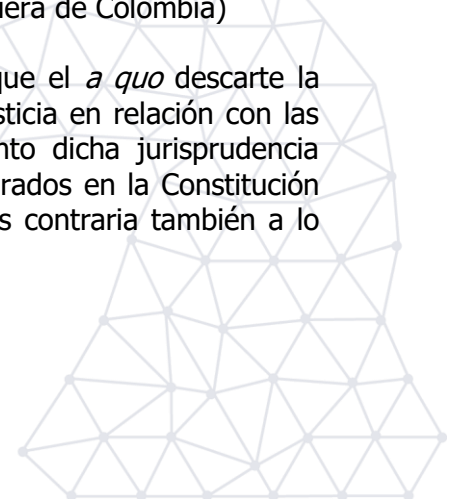 uera de Colombia)
que el a quo descarte la
sticia en relación con las
nto dicha jurisprudencia
rados en la Constitución
s contraria también a lo